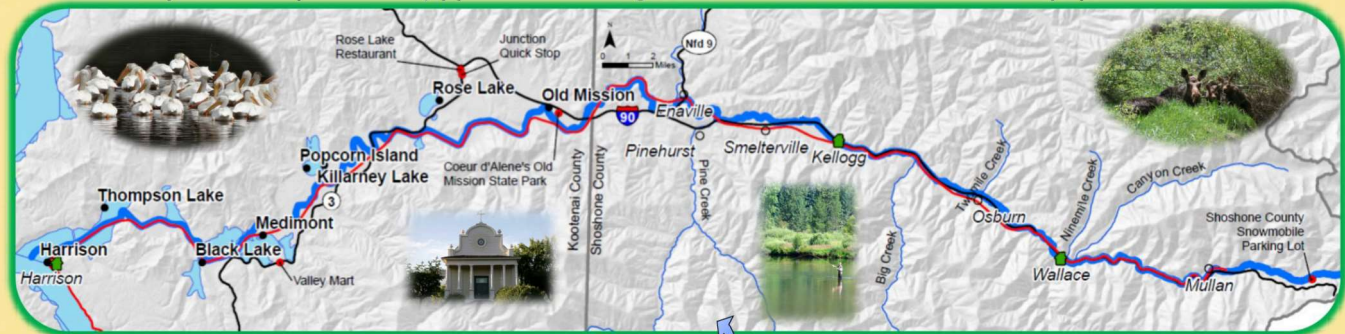 Rose Lake
Restaurant
Junction
Quick Stop
N
0 1 2
Miles
Nfd 9
Rose Lake
Old Mission
90
Enaville
Pinehurst
Smelterville
Kellogg
Popcorn Island
Killarney Lake
Coeur d'Alene's Old
Mission State Park
Kootenai County
Shoshone County
Pine Creek
Twomile Creek
Ninemile Creek
Canyon Creek
Thompson Lake
3
Medimont
Osburn
Shoshone County
Snowmobile
Parking Lot
Harrison
Harrison
Black Lake
Valley Mart
Big Creek
Wallace
Mullan